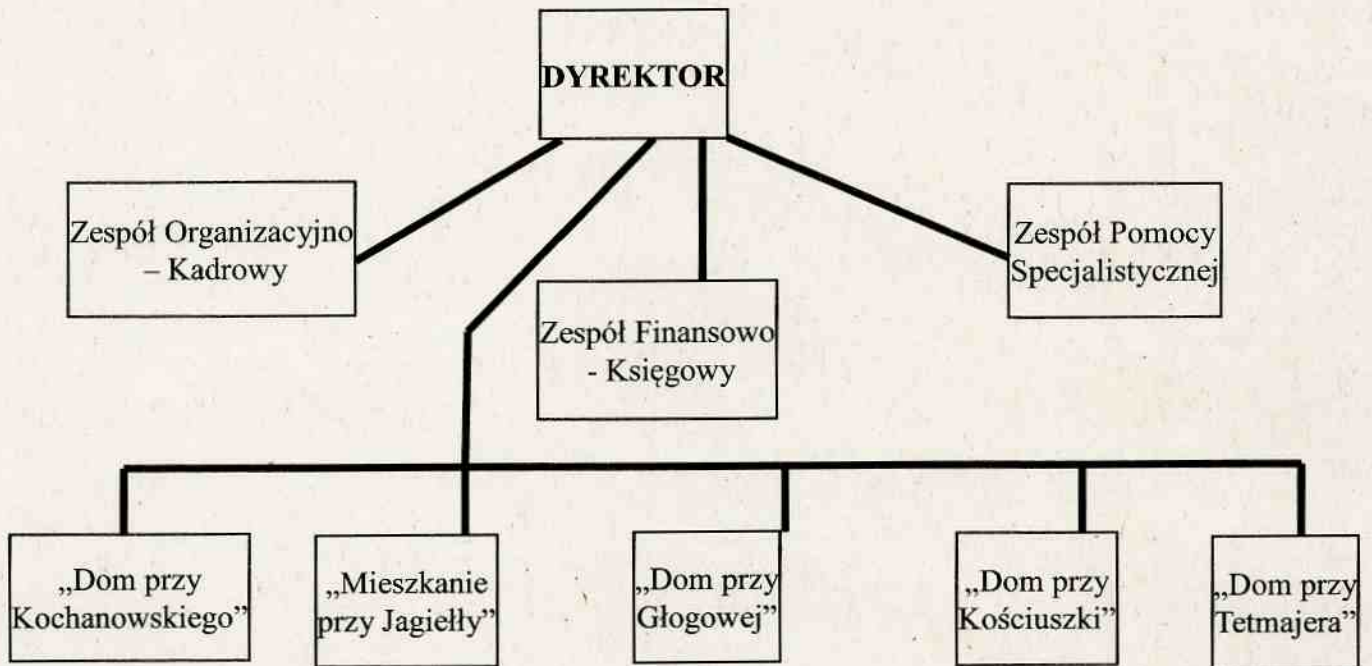 DYREKTOR
Zespół Organizacyjno
– Kadrowy
Zespół Pomocy
Specjalistycznej
Zespół Finansowo
- Księgowy
„Dom przy
Kochanowskiego”
„Mieszkanie
przy Jagiełły”
„Dom przy
Głogowej”
„Dom przy
Kościuszki”
„Dom przy
Tetmajera”